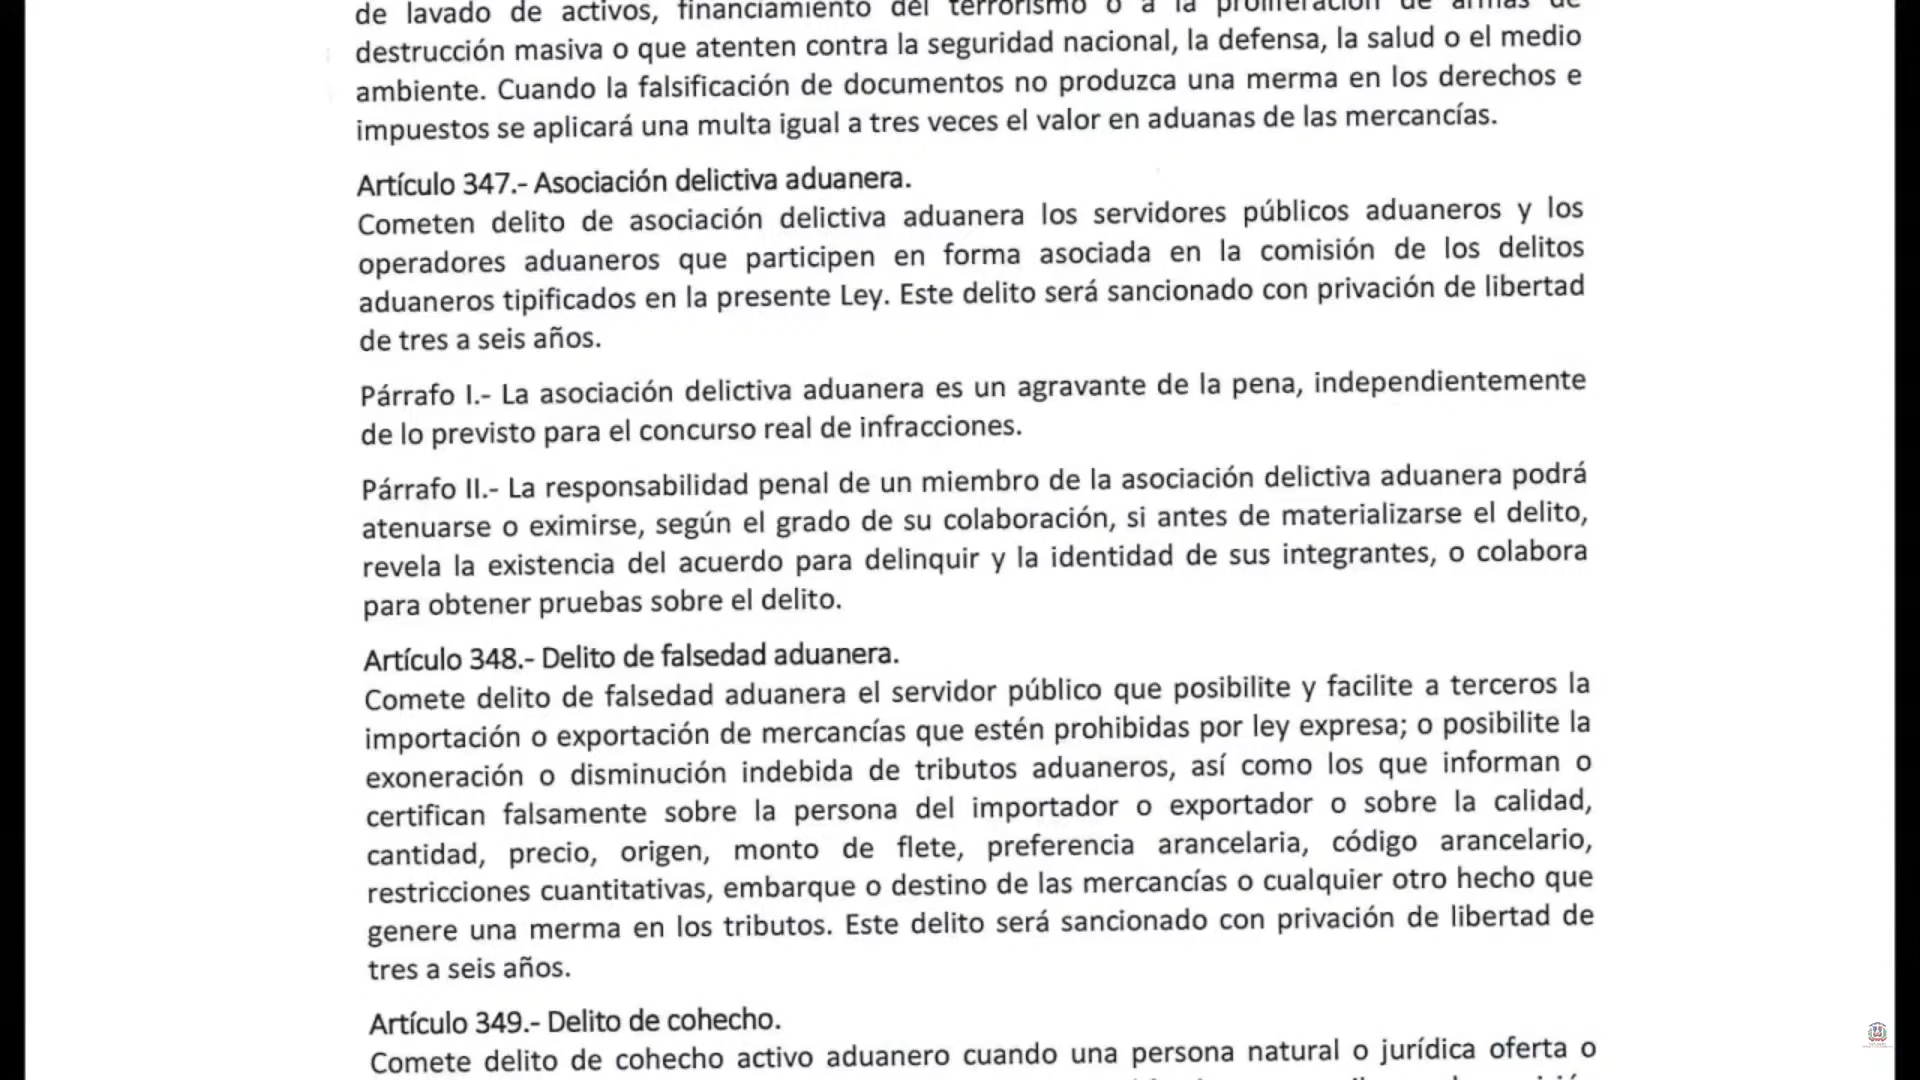 de lavado de activos, financiamiento del terrorismo o a la proliferación de armas de
destrucción masiva o que atenten contra la seguridad nacional, la defensa, la salud o el medio
ambiente. Cuando la falsificación de documentos no produzca una merma en los derechos e
impuestos se aplicará una multa igual a tres veces el valor en aduanas de las mercancías.
Artículo 347.- Asociación delictiva aduanera.
Cometen delito de asociación delictiva aduanera los servidores públicos aduaneros y los
operadores aduaneros que participen en forma asociada en la comisión de los delitos
aduaneros tipificados en la presente Ley. Este delito será sancionado con privación de libertad
de tres a seis años.
Párrafo I.- La asociación delictiva aduanera es un agravante de la pena, independientemente
de lo previsto para el concurso real de infracciones.
Párrafo II.- La responsabilidad penal de un miembro de la asociación delictiva aduanera podrá
atenuarse o eximirse, según el grado de su colaboración, si antes de materializarse el delito,
revela la existencia del acuerdo para delinquir y la identidad de sus integrantes, o colabora
para obtener pruebas sobre el delito.
Artículo 348.- Delito de falsedad aduanera.
Comete delito de falsedad aduanera el servidor público que posibilite y facilite a terceros la
importación o exportación de mercancías que estén prohibidas por ley expresa; o posibilite la
exoneración o disminución indebida de tributos aduaneros, así como los que informan o
certifican falsamente sobre la persona del importador o exportador o sobre la calidad,
cantidad, precio, origen, monto de flete, preferencia arancelaria, código arancelario,
restricciones cuantitativas, embarque o destino de las mercancías o cualquier otro hecho que
genere una merma en los tributos. Este delito será sancionado con privación de libertad de
tres a seis años.
Artículo 349.- Delito de cohecho.
Comete delito de cohecho activo aduanero cuando una persona natural o jurídica oferta o